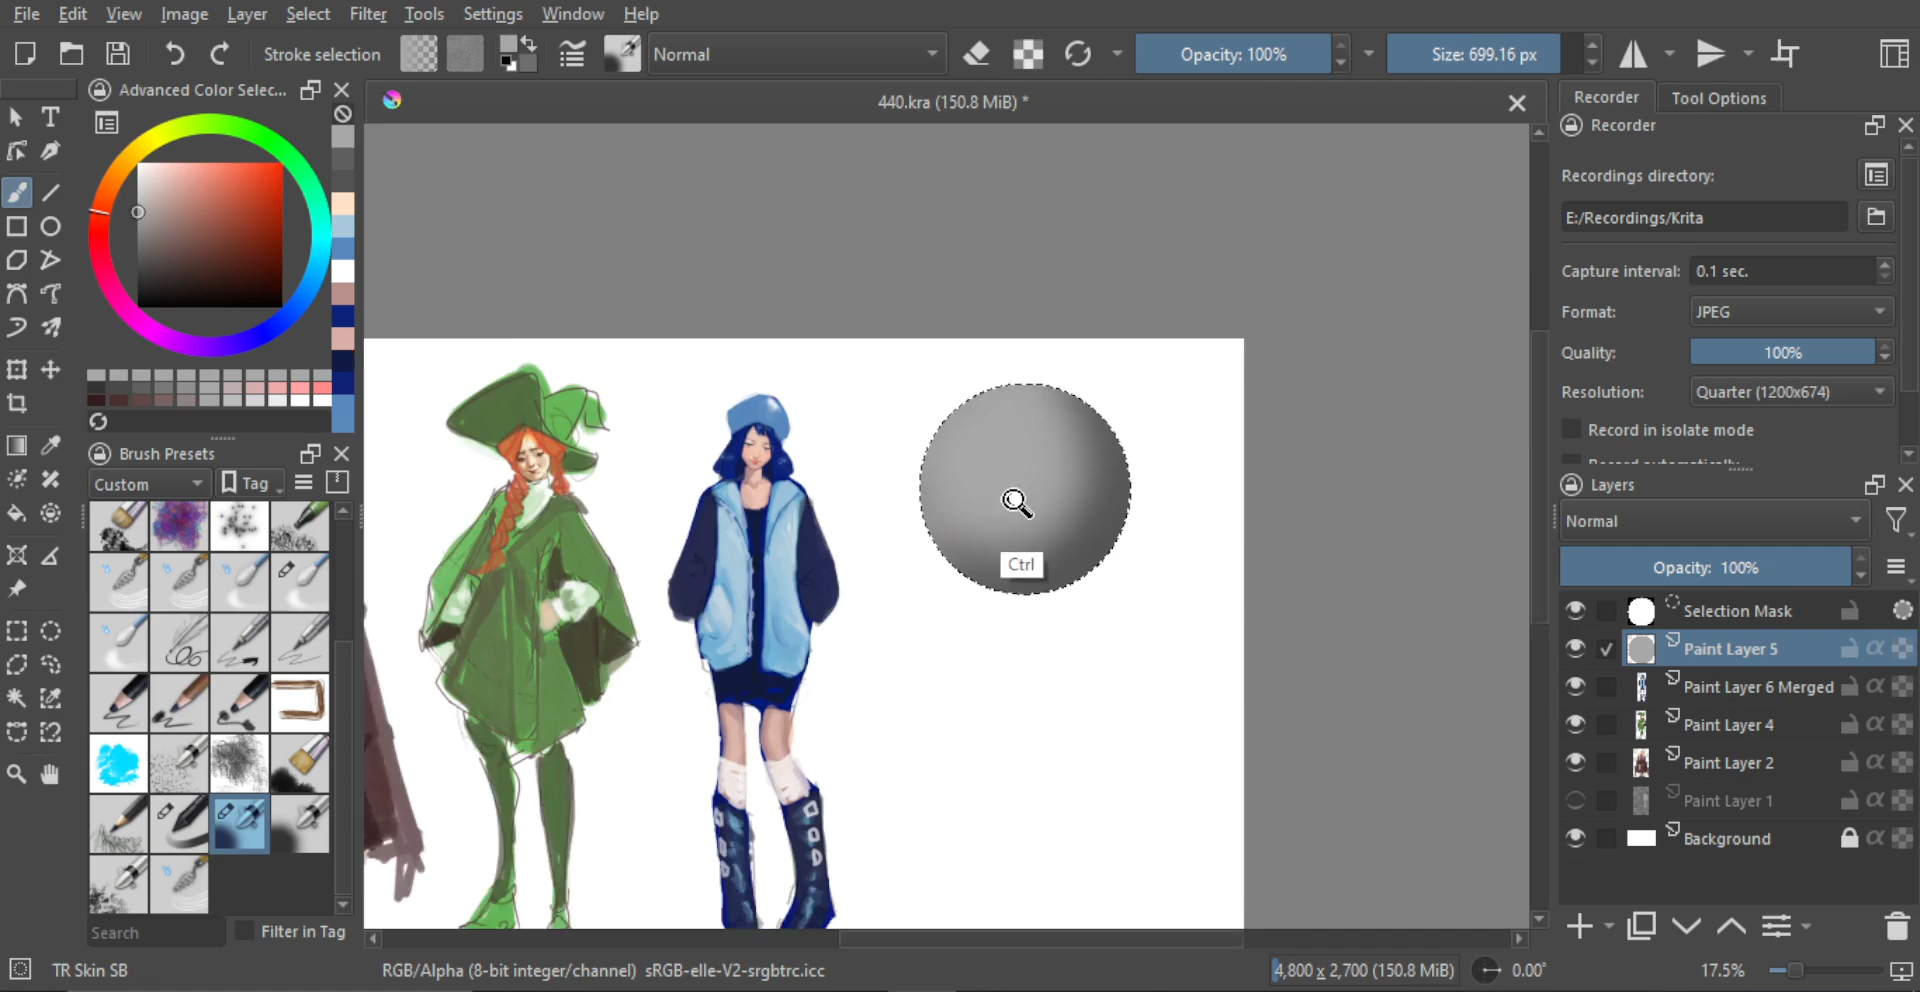 File Edit View Image Layer Select Filter Tools Settings Window Help
Stroke selection Normal Opacity: 100% Size: 699.16 px
Advanced Color Selec...
440.kra (150.8 MiB) *
Recorder Tool Options
Recorder
Recordings directory:
E:/Recordings/Krita
Capture interval: 0.1 sec.
Format: JPEG
Quality: 100%
Resolution: Quarter (1200x674)
Record in isolate mode
Brush Presets
Custom Tag
Ctrl
Layers
Normal
Opacity: 100%
Selection Mask
Paint Layer 5
Paint Layer 6 Merged
Paint Layer 4
Paint Layer 2
Paint Layer 1
Background
Search Filter in Tag
TR Skin SB RGB/Alpha (8-bit integer/channel) sRGB-elle-V2-srgbtrc.icc 4,800 x 2,700 (150.8 MiB) 0.00° 17.5%